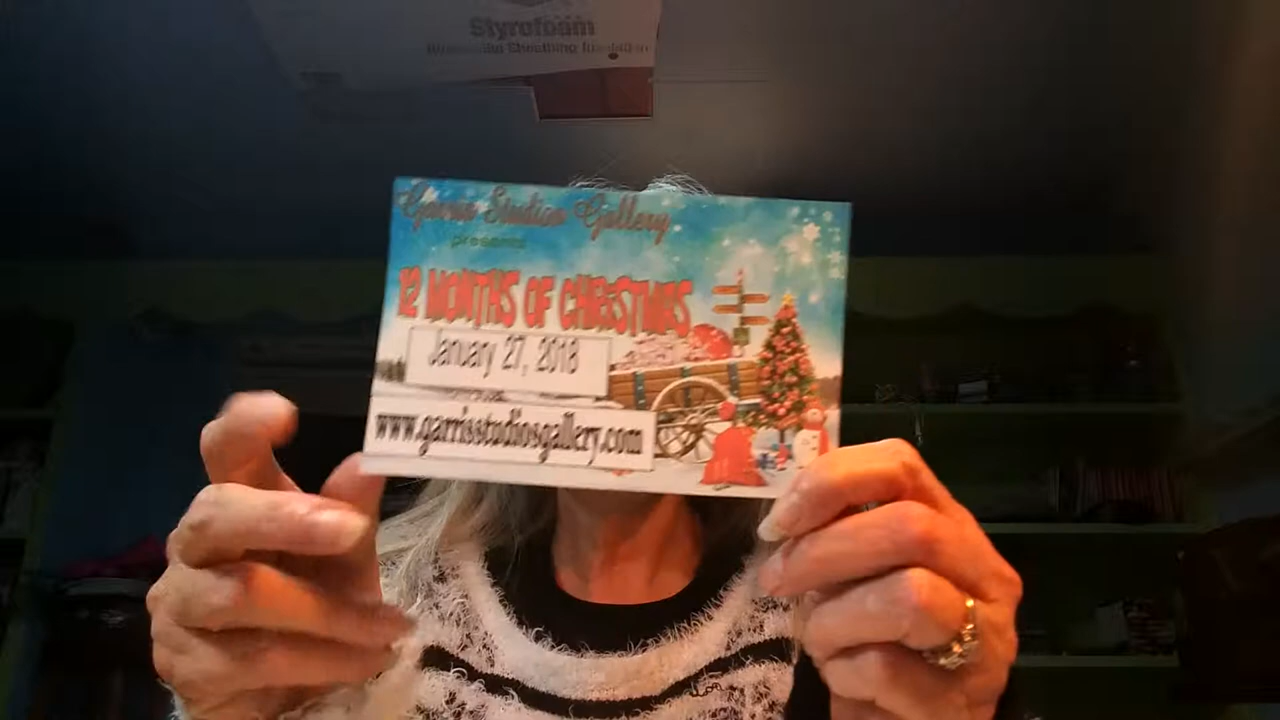 Styrofoam
Garris Studios Gallery
presents
12 MONTHS OF CHRISTMAS
January 27, 2018
www.garrisstudiosgallery.com